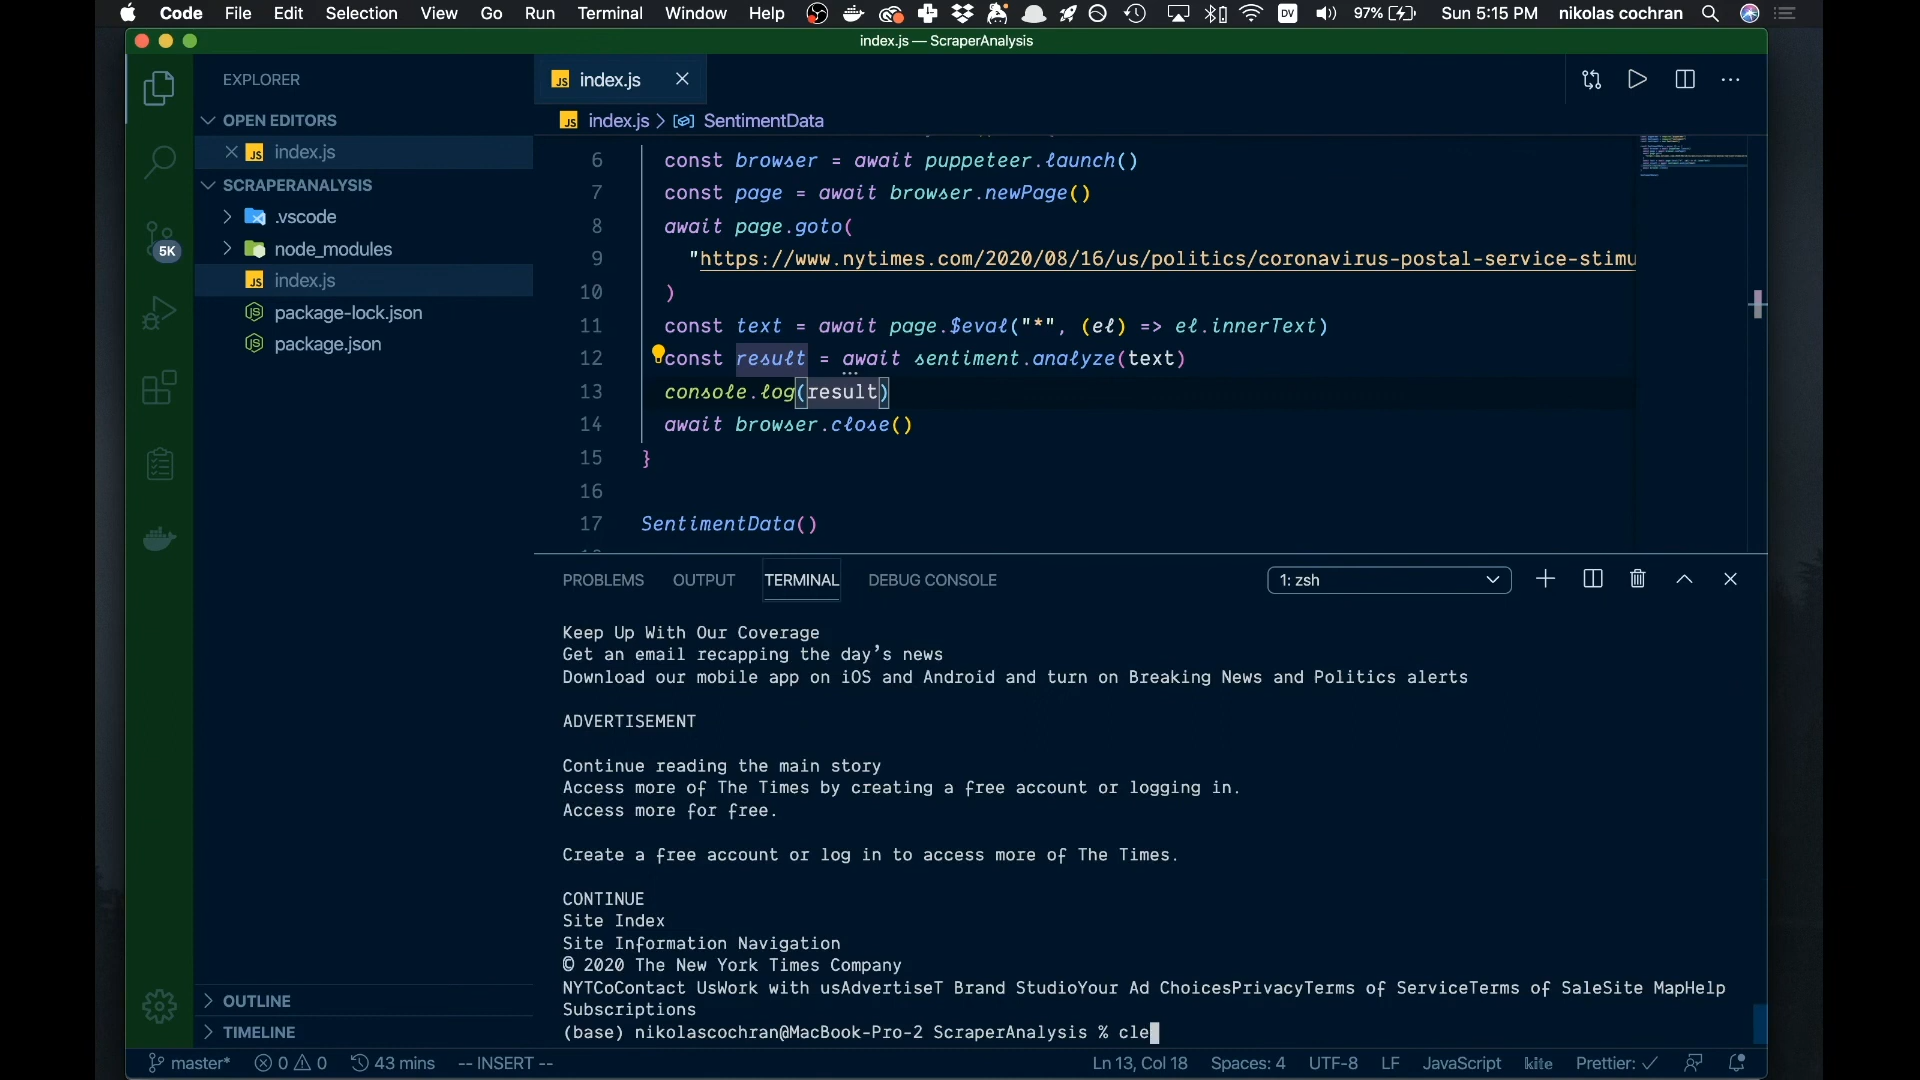 Code File Edit Selection View Go Run Terminal Window Help DV 97% Sun 5:15 PM nikolas cochran
index.js — ScraperAnalysis
EXPLORER
OPEN EDITORS
JS index.js
SCRAPERANALYSIS
.vscode
node_modules
JS index.js
package-lock.json
package.json
5K
OUTLINE
TIMELINE
JS index.js
JS index.js > SentimentData
6 const browser = await puppeteer.launch()
7 const page = await browser.newPage()
8 await page.goto(
9 "https://www.nytimes.com/2020/08/16/us/politics/coronavirus-postal-service-stimu
10 )
11 const text = await page.$eval("*", (el) => el.innerText)
12 const result = await sentiment.analyze(text)
13 console.log(result)
14 await browser.close()
15 }
16
17 SentimentData()
PROBLEMS OUTPUT TERMINAL DEBUG CONSOLE 1: zsh
Keep Up With Our Coverage
Get an email recapping the day’s news
Download our mobile app on iOS and Android and turn on Breaking News and Politics alerts
ADVERTISEMENT
Continue reading the main story
Access more of The Times by creating a free account or logging in.
Access more for free.
Create a free account or log in to access more of The Times.
CONTINUE
Site Index
Site Information Navigation
© 2020 The New York Times Company
NYTCoContact UsWork with usAdvertiseT Brand StudioYour Ad ChoicesPrivacyTerms of ServiceTerms of SaleSite MapHelp
Subscriptions
(base) nikolascochran@MacBook-Pro-2 ScraperAnalysis % cle
master* 0 0 43 mins -- INSERT -- Ln 13, Col 18 Spaces: 4 UTF-8 LF JavaScript kite Prettier: ✓